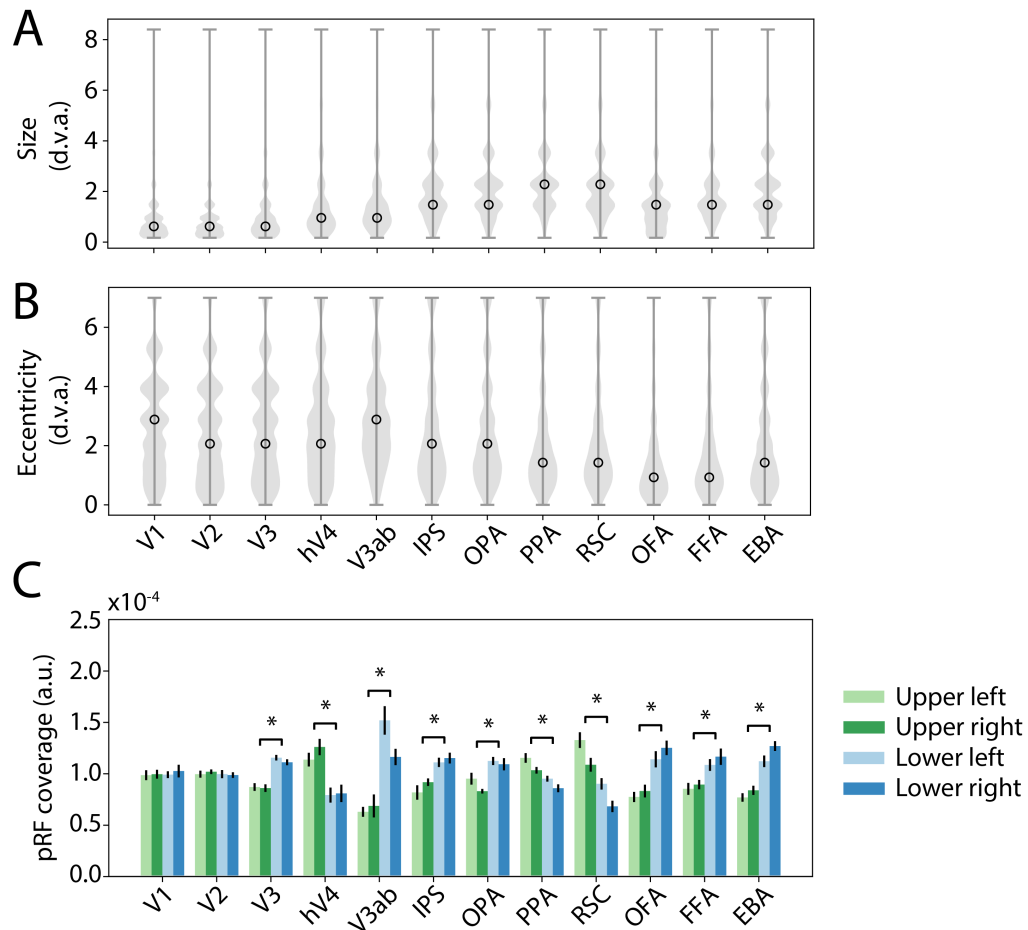 A
Size
(d.v.a.)
8
6
4
2
0
B
Eccentricity
(d.v.a.)
6
4
2
0
V1 V2 V3 hV4 V3ab IPS OPA PPA RSC OFA FFA EBA
C
x10-4
pRF coverage (a.u.)
2.5
2.0
1.5
1.0
0.5
0.0
* * * * * * * * * *
V1 V2 V3 hV4 V3ab IPS OPA PPA RSC OFA FFA EBA
Upper left
Upper right
Lower left
Lower right